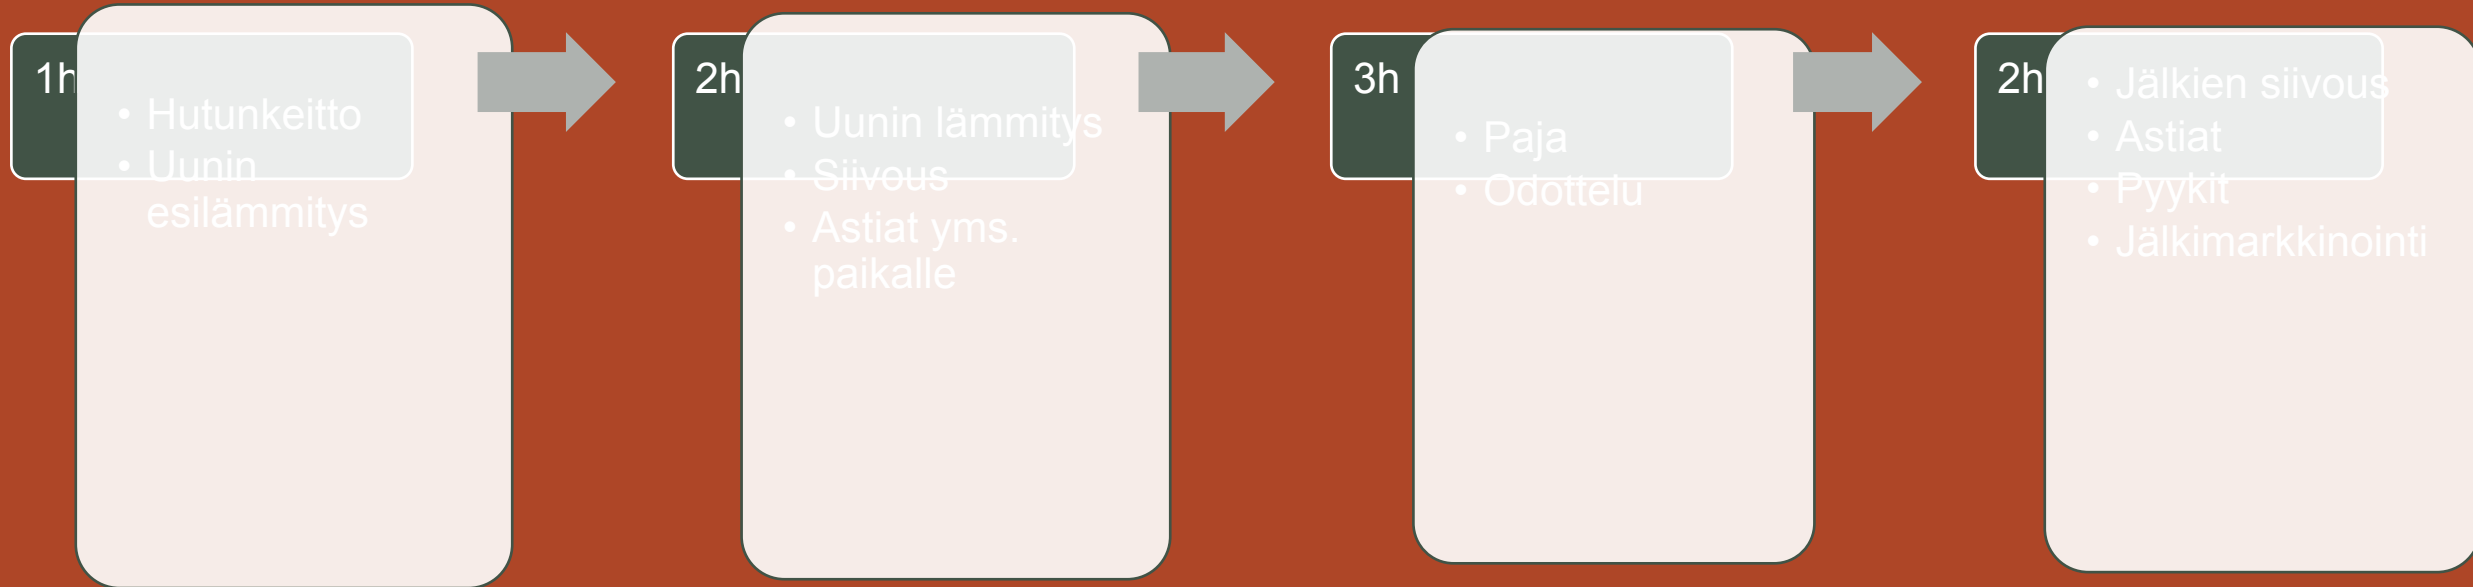 1h
• Hutunkeitto
• Uunin
esilämmitys
2h
• Uunin lämmitys
• Siivous
• Astiat yms.
paikalle
3h
• Paja
• Odottelu
2h
• Jälkien siivous
• Astiat
• Pyykit
• Jälkimarkkinointi